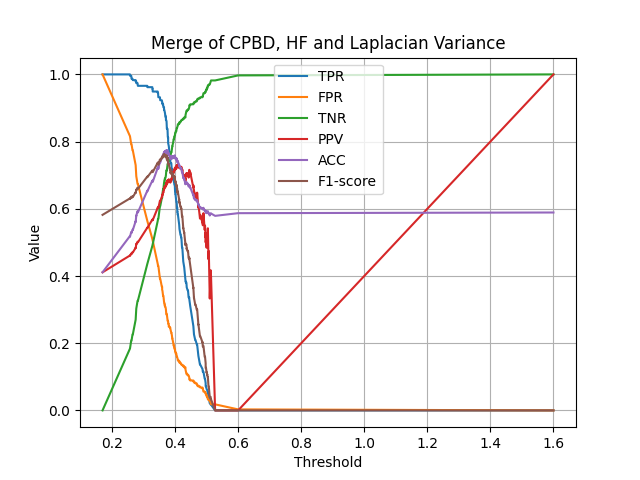 Merge of CPBD, HF and Laplacian Variance
1.0
0.8
0.6
0.4
0.2
0.0
Value
TPR
FPR
TNR
PPV
ACC
F1-score
0.2 0.4 0.6 0.8 1.0 1.2 1.4 1.6
Threshold